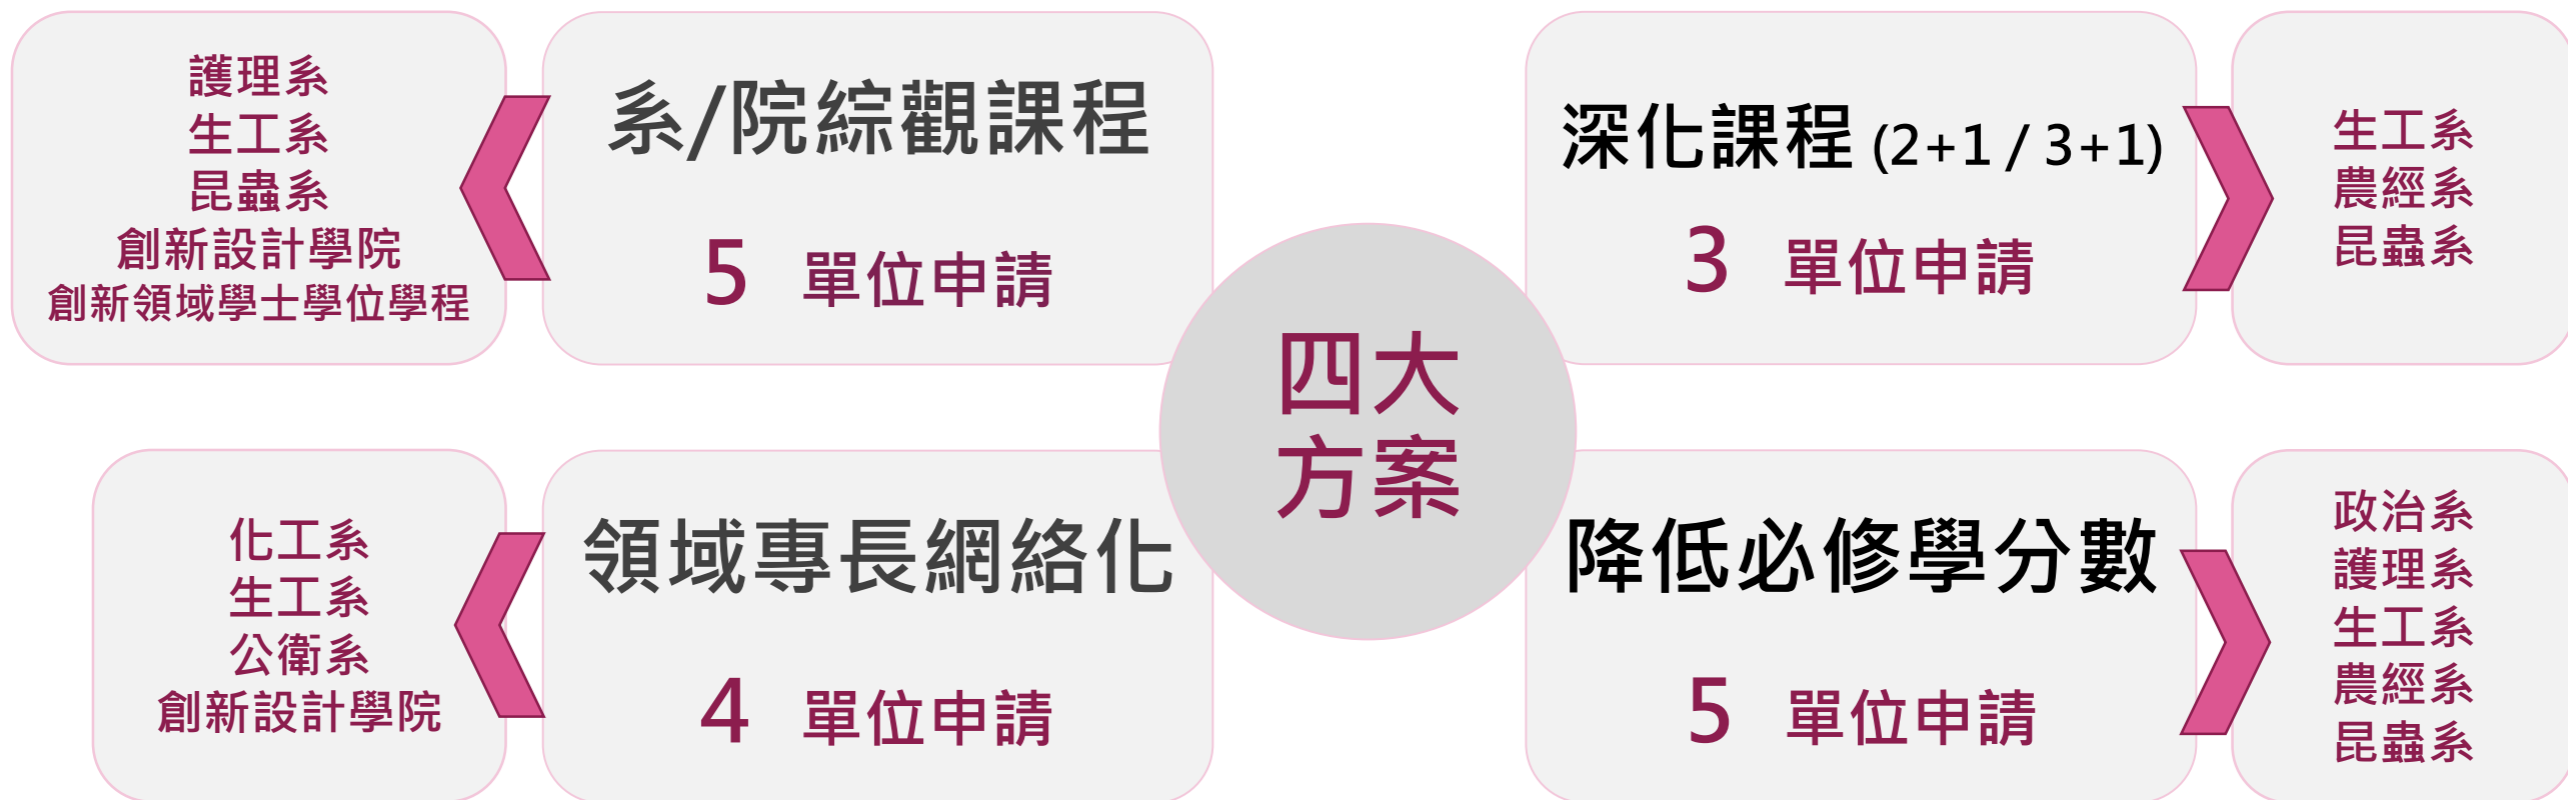 護理系
生工系
昆蟲系
創新設計學院
創新領域學士學位學程
系/院綜觀課程
5 單位申請
深化課程 (2+1 / 3+1)
3 單位申請
生工系
農經系
昆蟲系
四大
方案
化工系
生工系
公衛系
創新設計學院
領域專長網絡化
4 單位申請
降低必修學分數
5 單位申請
政治系
護理系
生工系
農經系
昆蟲系